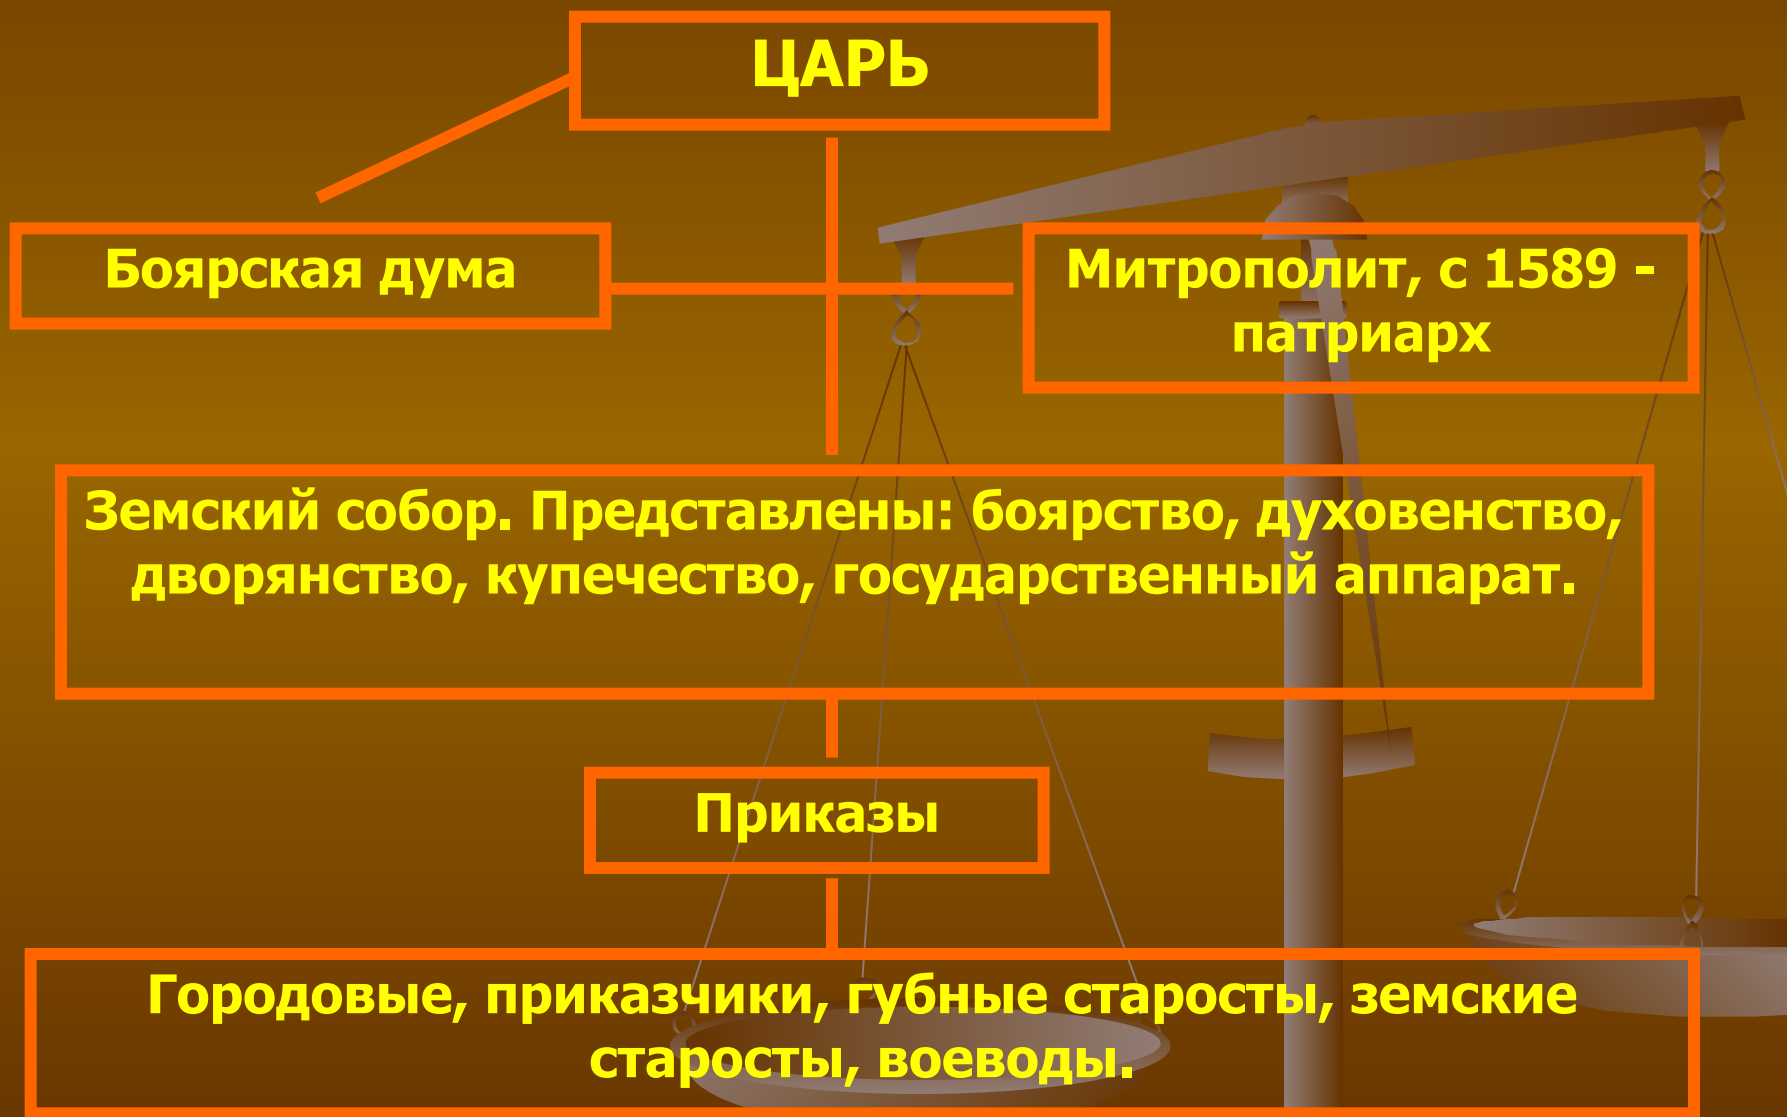 ЦАРЬ
Боярская дума
Митрополит, с 1589 -
патриарх
Земский собор. Представлены: боярство, духовенство,
дворянство, купечество, государственный аппарат.
Приказы
Городовые, приказчики, губные старосты, земские
старосты, воеводы.